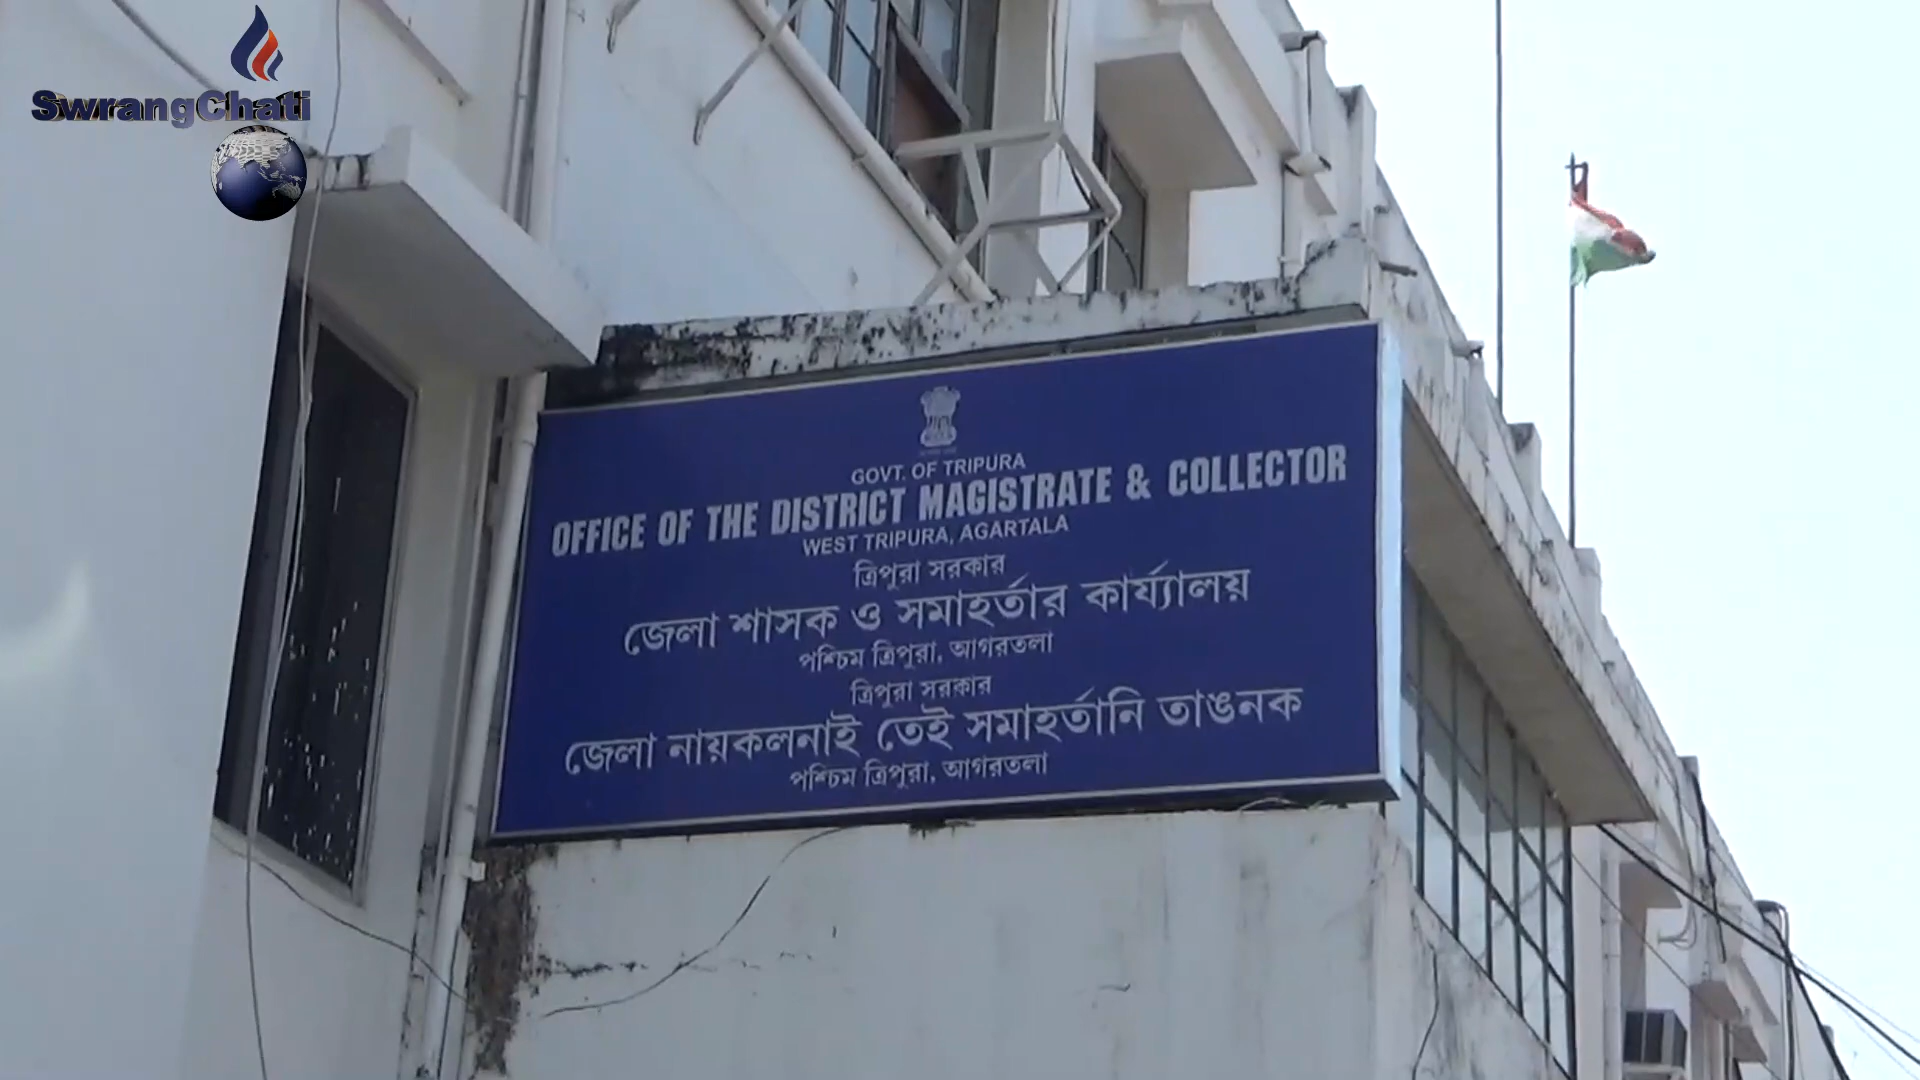 SwrangChati
GOVT. OF TRIPURA
OFFICE OF THE DISTRICT MAGISTRATE & COLLECTOR
WEST TRIPURA, AGARTALA
ত্রিপুরা সরকার
জেলা শাসক ও সমাহর্তার কার্য্যালয়
পশ্চিম ত্রিপুরা, আগরতলা
ত্রিপুরা সরকার
জেলা নায়কলনাই তেই সমাহর্তানি তাঙনক
পশ্চিম ত্রিপুরা, আগরতলা